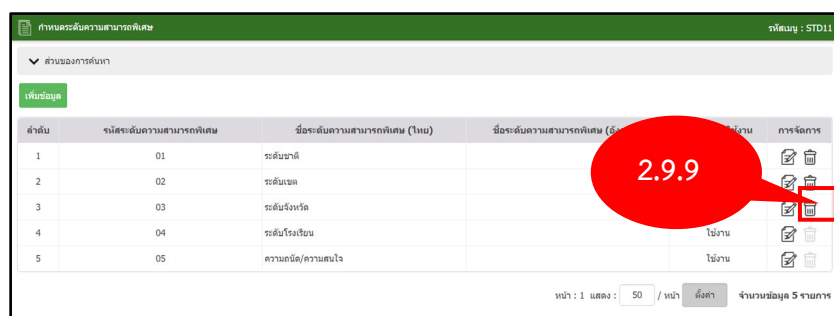 กำหนดระดับความสามารถพิเศษ รหัสเมนู : STD11
ส่วนของการค้นหา
เพิ่มข้อมูล
ลำดับ รหัสระดับความสามารถพิเศษ ชื่อระดับความสามารถพิเศษ (ไทย) ชื่อระดับความสามารถพิเศษ การจัดการ
1 01 ระดับชาติ
2 02 ระดับเขต
2.9.9
3 03 ระดับจังหวัด
4 04 ระดับโรงเรียน ใช้งาน
5 05 ความถนัด/ความสนใจ ใช้งาน
หน้า : 1 แสดง : 50 / หน้า ตั้งค่า จำนวนข้อมูล 5 รายการ